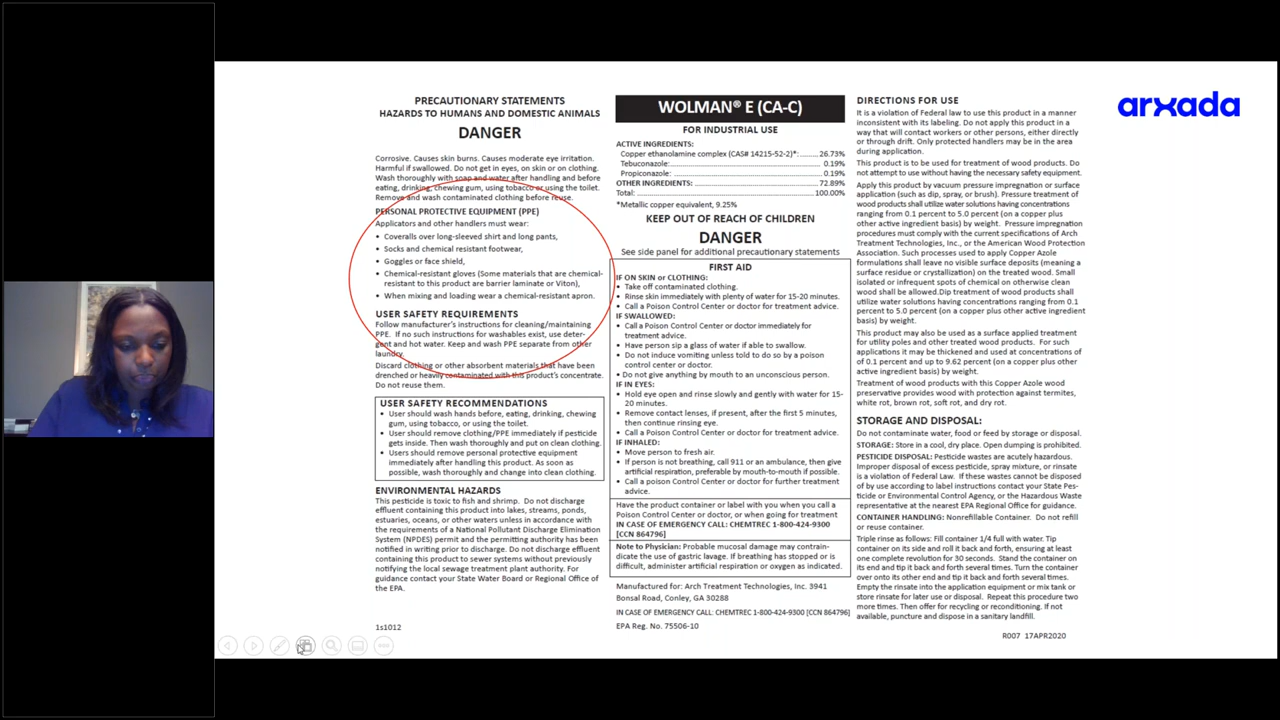 PRECAUTIONARY STATEMENTS
HAZARDS TO HUMANS AND DOMESTIC ANIMALS
DANGER
Corrosive. Causes skin burns. Causes moderate eye irritation.
Harmful if swallowed. Do not get in eyes, on skin or on clothing.
Wash thoroughly with soap and water after handling and before
eating, drinking, chewing gum, using tobacco or using the toilet.
Remove and wash contaminated clothing before reuse.
PERSONAL PROTECTIVE EQUIPMENT (PPE)
Applicators and other handlers must wear:
• Coveralls over long-sleeved shirt and long pants,
• Socks and chemical resistant footwear,
• Goggles or face shield,
• Chemical-resistant gloves (Some materials that are chemical-
resistant to this product are barrier laminate or Viton),
• When mixing and loading wear a chemical-resistant apron.
USER SAFETY REQUIREMENTS
Follow manufacturer's instructions for cleaning/maintaining
PPE. If no such instructions for washables exist, use deter-
gent and hot water. Keep and wash PPE separate from other
laundry.
Discard clothing or other absorbent materials that have been
drenched or heavily contaminated with this product's concentrate.
Do not reuse them.
USER SAFETY RECOMMENDATIONS
• User should wash hands before, eating, drinking, chewing
gum, using tobacco, or using the toilet.
• User should remove clothing/PPE immediately if pesticide
gets inside. Then wash thoroughly and put on clean clothing.
• Users should remove personal protective equipment
immediately after handling this product. As soon as
possible, wash thoroughly and change into clean clothing.
ENVIRONMENTAL HAZARDS
This pesticide is toxic to fish and shrimp. Do not discharge
effluent containing this product into lakes, streams, ponds,
estuaries, oceans, or other waters unless in accordance with
the requirements of a National Pollutant Discharge Elimination
System (NPDES) permit and the permitting authority has been
notified in writing prior to discharge. Do not discharge effluent
containing this product to sewer systems without previously
notifying the local sewage treatment plant authority. For
guidance contact your State Water Board or Regional Office of
the EPA.
1s1012
WOLMAN® E (CA-C)
FOR INDUSTRIAL USE
ACTIVE INGREDIENTS:
Copper ethanolamine complex (CAS# 14215-52-2)*: ........26.73%
Tebuconazole: ........ 0.19%
Propiconazole: ........ 0.19%
OTHER INGREDIENTS: ........ 72.89%
Total: ........ 100.00%
*Metallic copper equivalent, 9.25%
KEEP OUT OF REACH OF CHILDREN
DANGER
See side panel for additional precautionary statements
FIRST AID
IF ON SKIN or CLOTHING:
• Take off contaminated clothing.
• Rinse skin immediately with plenty of water for 15-20 minutes.
• Call a Poison Control Center or doctor for treatment advice.
IF SWALLOWED:
• Call a Poison Control Center or doctor immediately for
treatment advice.
• Have person sip a glass of water if able to swallow.
• Do not induce vomiting unless told to do so by a poison
control center or doctor.
• Do not give anything by mouth to an unconscious person.
IF IN EYES:
• Hold eye open and rinse slowly and gently with water for 15-
20 minutes.
• Remove contact lenses, if present, after the first 5 minutes,
then continue rinsing eye.
• Call a Poison Control Center or doctor for treatment advice.
IF INHALED:
• Move person to fresh air.
• If person is not breathing, call 911 or an ambulance, then give
artificial respiration, preferably by mouth-to-mouth if possible.
• Call a poison Control Center or doctor for further treatment
advice.
Have the product container or label with you when you call a
Poison Control Center or doctor, or when going for treatment
IN CASE OF EMERGENCY CALL: CHEMTREC 1-800-424-9300
[CCN 864796]
Note to Physician: Probable mucosal damage may contrain-
dicate the use of gastric lavage. If breathing has stopped or is
difficult, administer artificial respiration or oxygen as indicated.
Manufactured for: Arch Treatment Technologies, Inc. 3941
Bonsal Road, Conley, GA 30288
IN CASE OF EMERGENCY CALL: CHEMTREC 1-800-424-9300 [CCN 864796]
EPA Reg. No. 75506-10
DIRECTIONS FOR USE
It is a violation of Federal law to use this product in a manner
inconsistent with its labeling. Do not apply this product in a
way that will contact workers or other persons, either directly
or through drift. Only protected handlers may be in the area
during application.
This product is to be used for treatment of wood products. Do
not attempt to use without having the necessary safety equipment.
Apply this product by vacuum pressure impregnation or surface
application (such as dip, spray, or brush). Pressure treatment of
wood products shall utilize water solutions having concentrations
ranging from 0.1 percent to 5.0 percent (on a copper plus
other active ingredient basis) by weight. Pressure impregnation
procedures must comply with the current specifications of Arch
Treatment Technologies, Inc., or the American Wood Protection
Association. Such processes used to apply Copper Azole
formulations shall leave no visible surface deposits (meaning a
surface residue or crystallization) on the treated wood. Small
isolated or infrequent spots of chemical on otherwise clean
wood shall be allowed.Dip treatment of wood products shall
utilize water solutions having concentrations ranging from 0.1
percent to 5.0 percent (on a copper plus other active ingredient
basis) by weight.
This product may also be used as a surface applied treatment
for utility poles and other treated wood products. For such
applications it may be thickened and used at concentrations of
of 0.1 percent and up to 9.62 percent (on a copper plus other
active ingredient basis) by weight.
Treatment of wood products with this Copper Azole wood
preservative provides wood with protection against termites,
white rot, brown rot, soft rot, and dry rot.
STORAGE AND DISPOSAL:
Do not contaminate water, food or feed by storage or disposal.
STORAGE: Store in a cool, dry place. Open dumping is prohibited.
PESTICIDE DISPOSAL: Pesticide wastes are acutely hazardous.
Improper disposal of excess pesticide, spray mixture, or rinsate
is a violation of Federal Law. If these wastes cannot be disposed
of by use according to label instructions contact your State Pes-
ticide or Environmental Control Agency, or the Hazardous Waste
representative at the nearest EPA Regional Office for guidance.
CONTAINER HANDLING: Nonrefillable Container. Do not refill
or reuse container.
Triple rinse as follows: Fill container 1/4 full with water. Tip
container on its side and roll it back and forth, ensuring at least
one complete revolution for 30 seconds. Stand the container on
its end and tip it back and forth several times. Turn the container
over onto its other end and tip it back and forth several times.
Empty the rinsate into the application equipment or mix tank or
store rinsate for later use or disposal. Repeat this procedure two
more times. Then offer for recycling or reconditioning. If not
available, puncture and dispose in a sanitary landfill.
R007 17APR2020
arxada